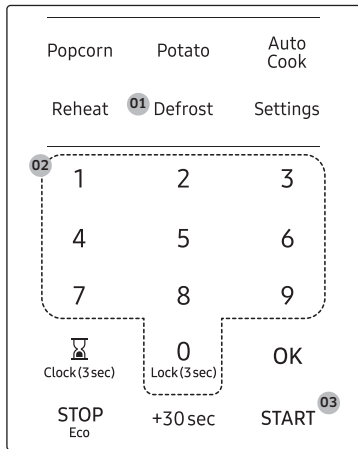 Popcorn Potato Auto
Cook
Reheat 01 Defrost Settings
02
1 2 3
4 5 6
7 8 9
0 OK
Clock(3 sec) Lock(3 sec)
STOP +30 sec START 03
Eco